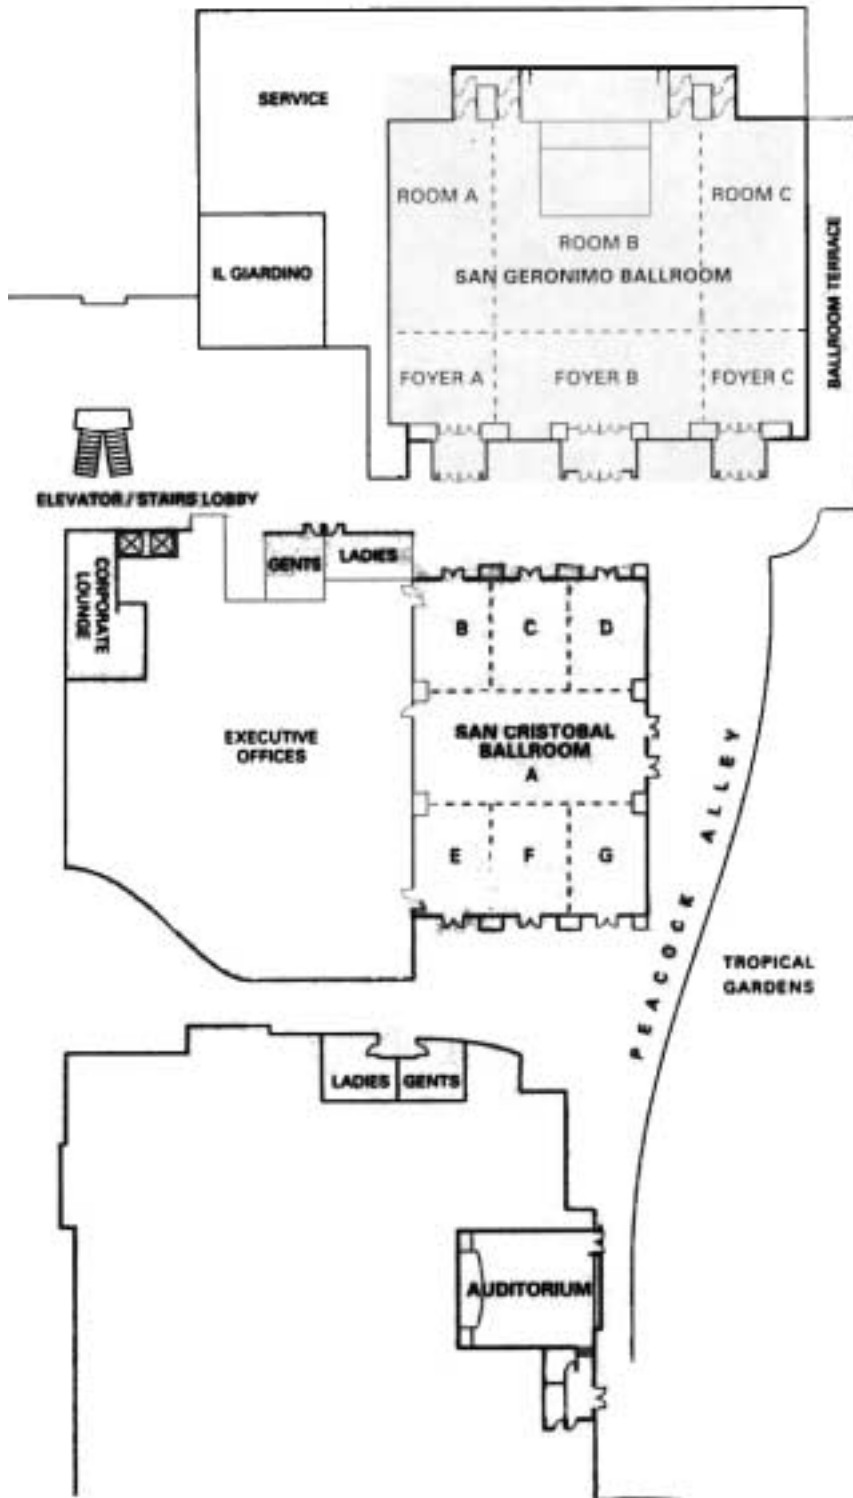 SERVICE
ROOM A
ROOM C
ROOM B
IL GIARDINO
SAN GERONIMO BALLROOM
BALLROOM TERRACE
FOYER A
FOYER B
FOYER C
ELEVATOR/STAIRS LOBBY
GENTS
LADIES
CORPORATE
LOUNGE
B
C
D
EXECUTIVE
OFFICES
SAN CRISTOBAL
BALLROOM
A
E
F
G
PEACOCK ALLEY
TROPICAL
GARDENS
LADIES
GENTS
AUDITORIUM